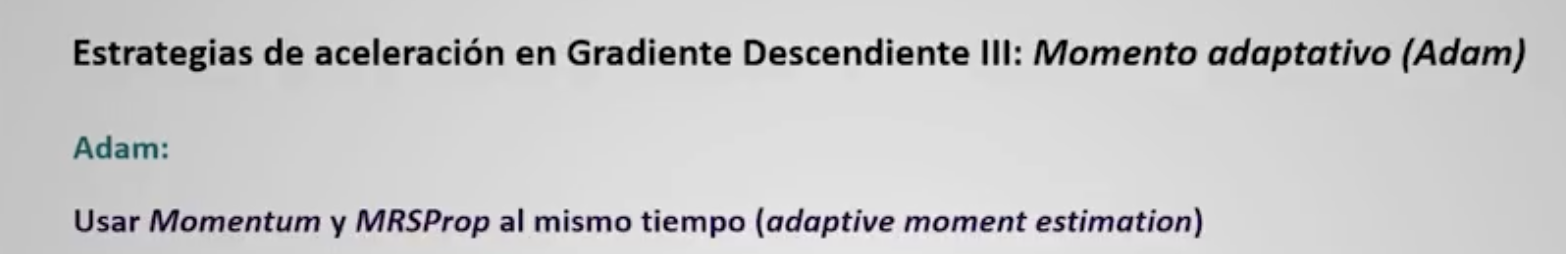 Estrategias de aceleración en Gradiente Descendiente III: Momento adaptativo (Adam)
Adam:
Usar Momentum y MRSProp al mismo tiempo (adaptive moment estimation)